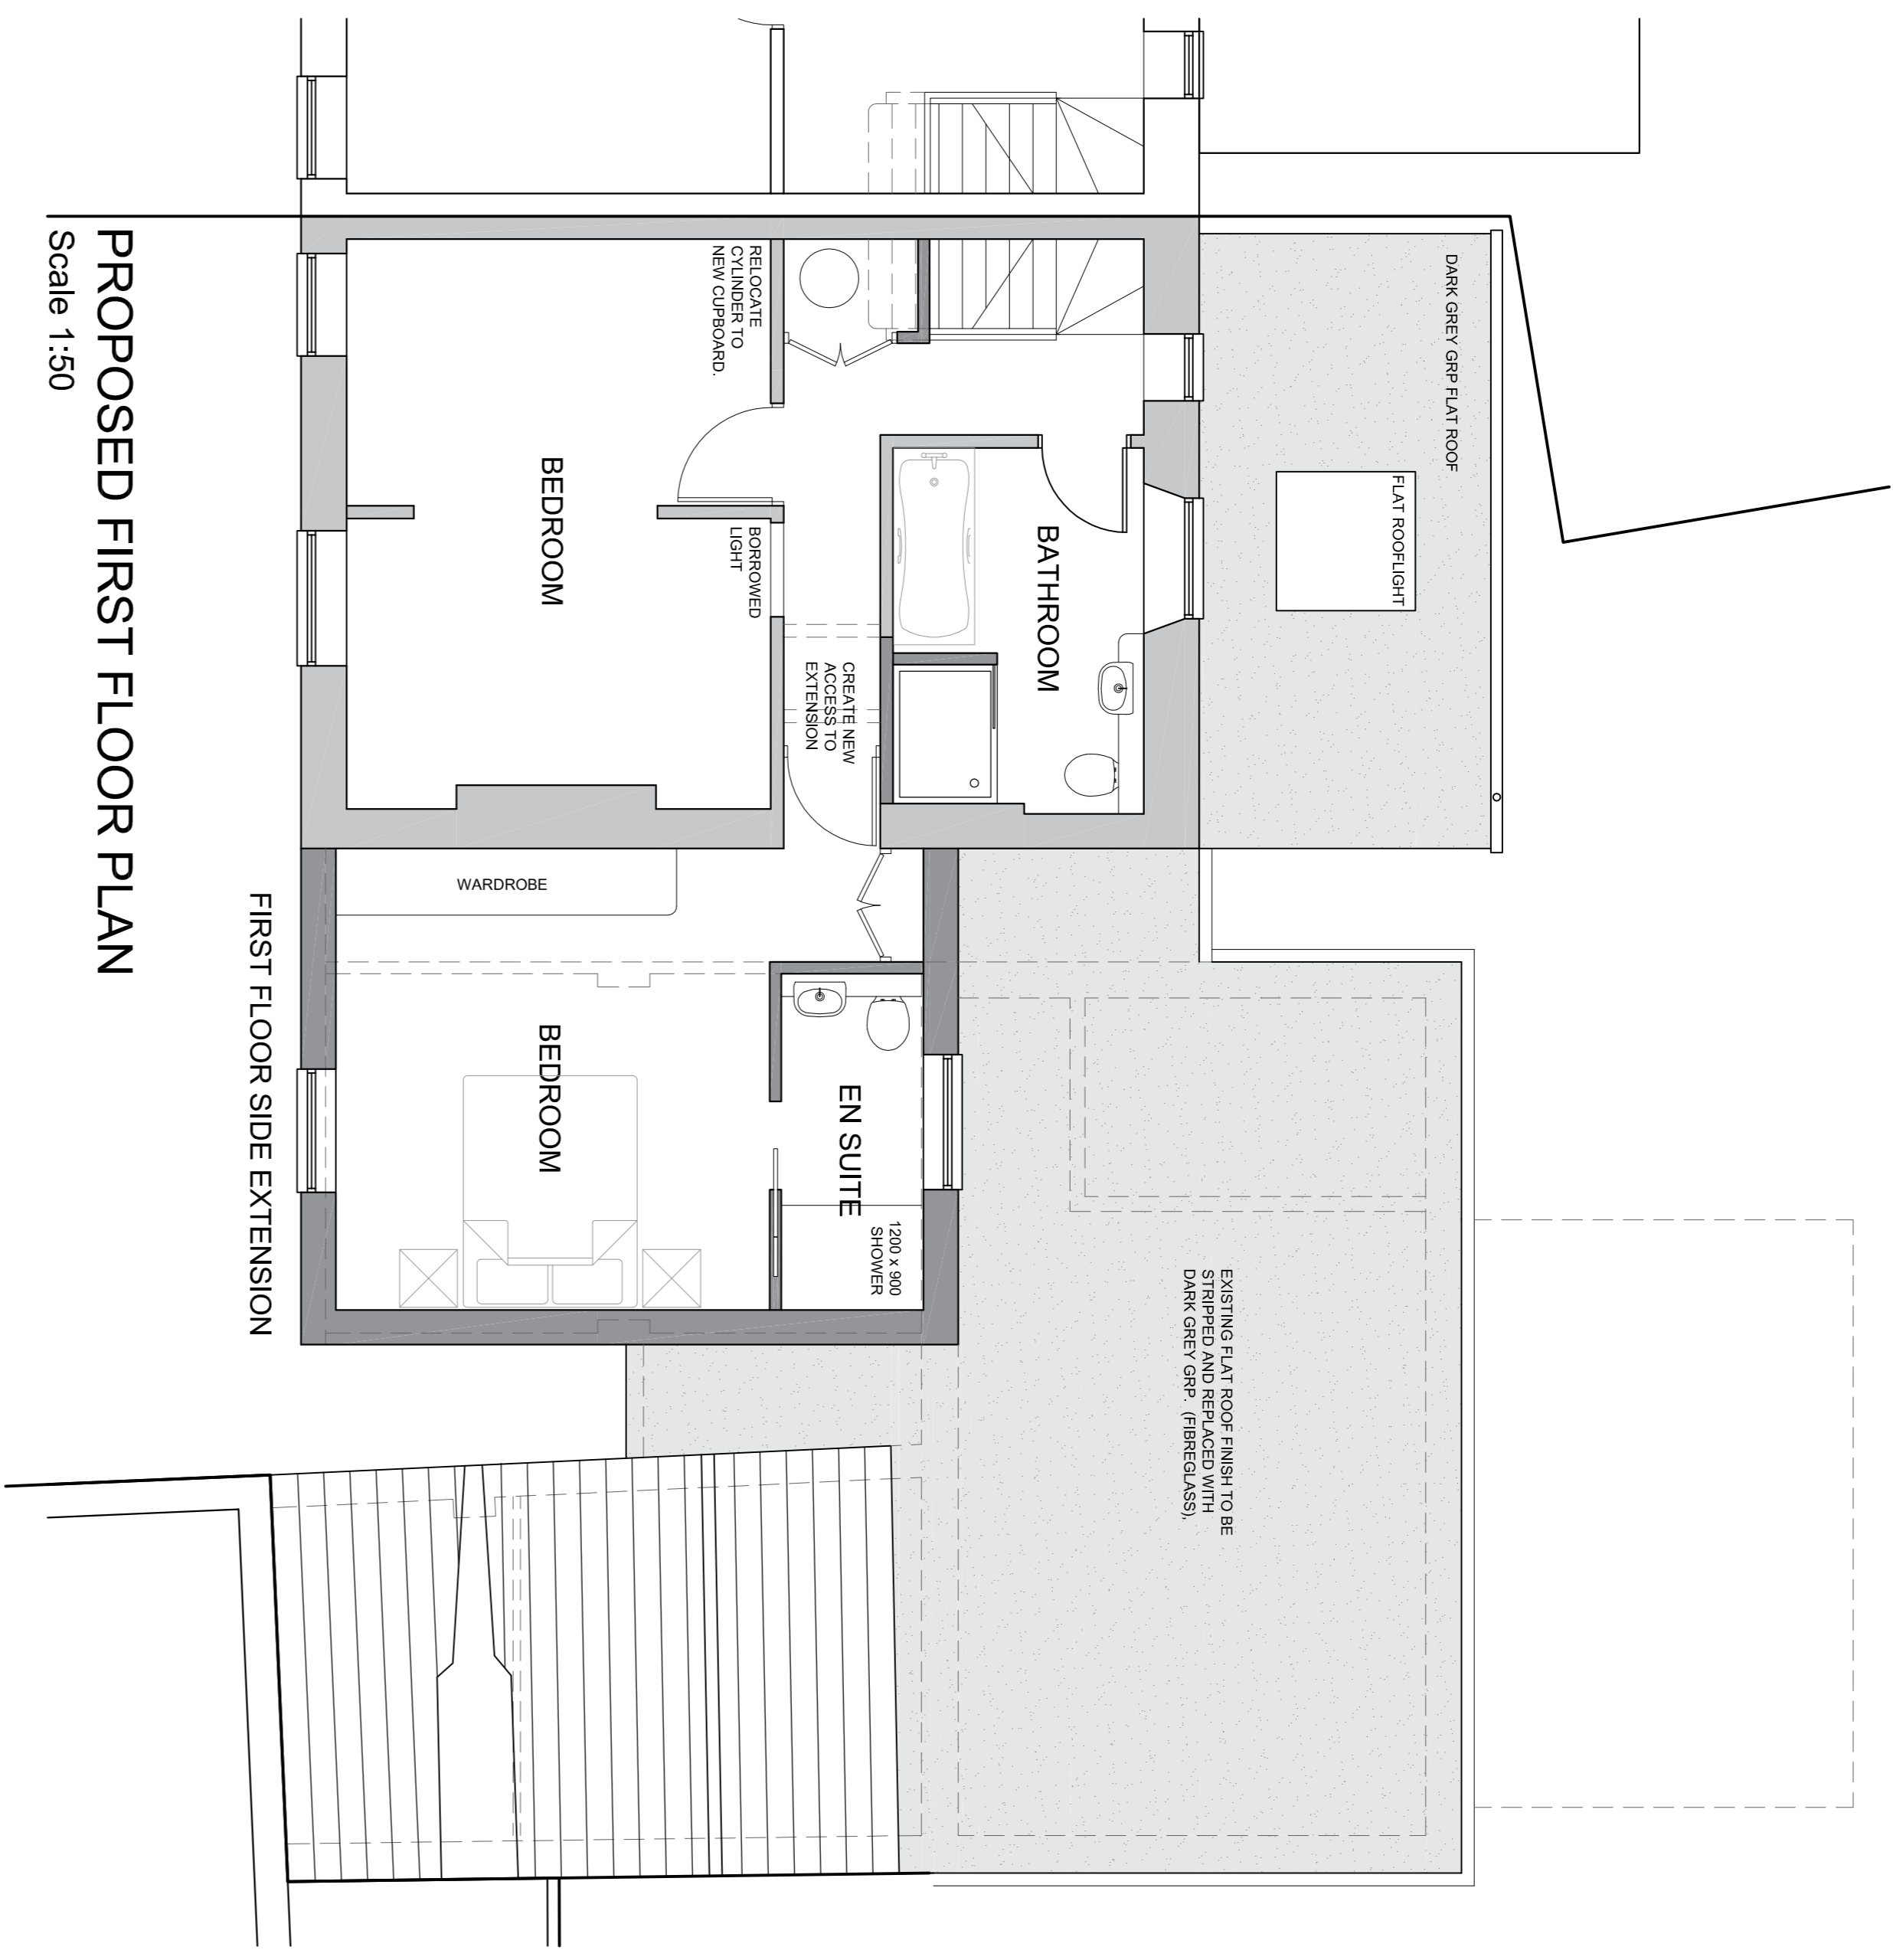 DARK GREY GRP FLAT ROOF
FLAT ROOFLIGHT
BATHROOM
EXISTING FLAT ROOF FINISH TO BE
STRIPPED AND REPLACED WITH
DARK GREY GRP. (FIBREGLASS),
CREATE NEW
ACCESS TO
EXTENSION
1200 x 900
SHOWER
EN SUITE
RELOCATE
CYLINDER TO
NEW CUPBOARD.
BORROWED
LIGHT
BEDROOM
WARDROBE
BEDROOM
FIRST FLOOR SIDE EXTENSION
PROPOSED FIRST FLOOR PLAN
Scale 1:50